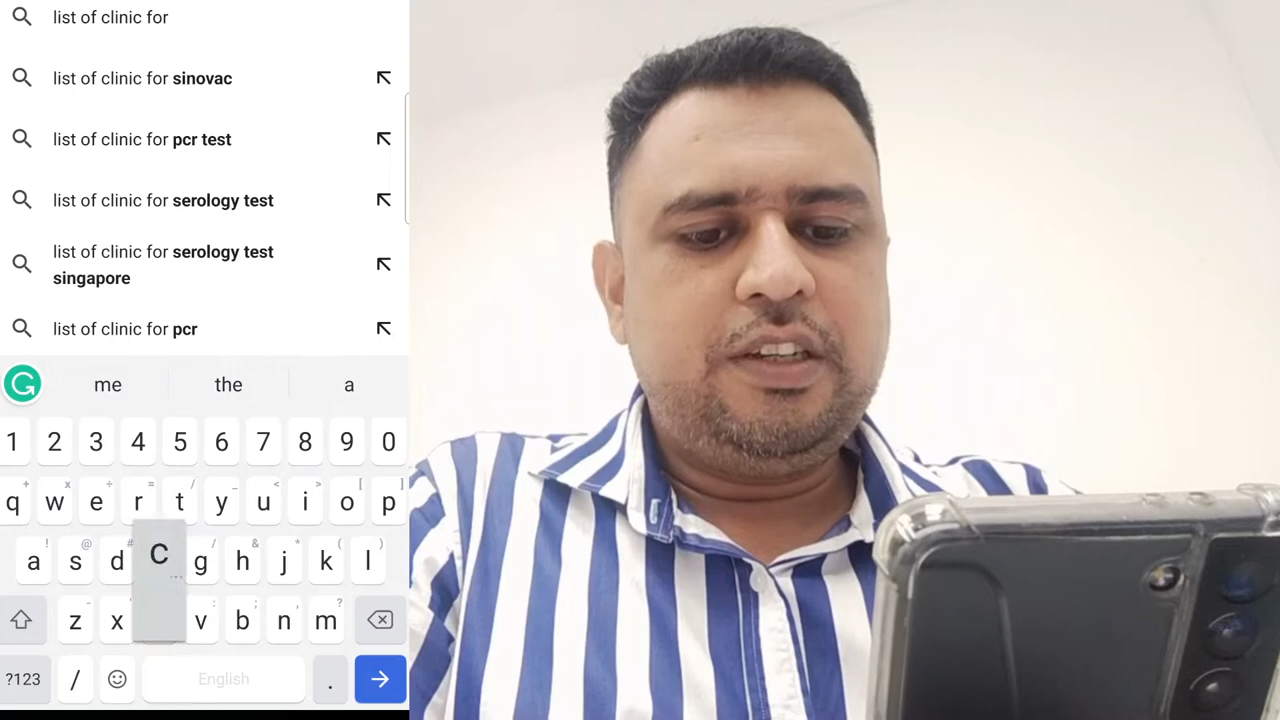 list of clinic for
list of clinic for sinovac
list of clinic for pcr test
list of clinic for serology test
list of clinic for serology test
singapore
list of clinic for pcr
me the a
1 2 3 4 5 6 7 8 9 0
+ × ÷ = / _ < > [ ]
q w e r t y u i o p
! @ # / & * ( )
a s d c g h j k l
- : ; ?
z x v b n m
?123 / English .